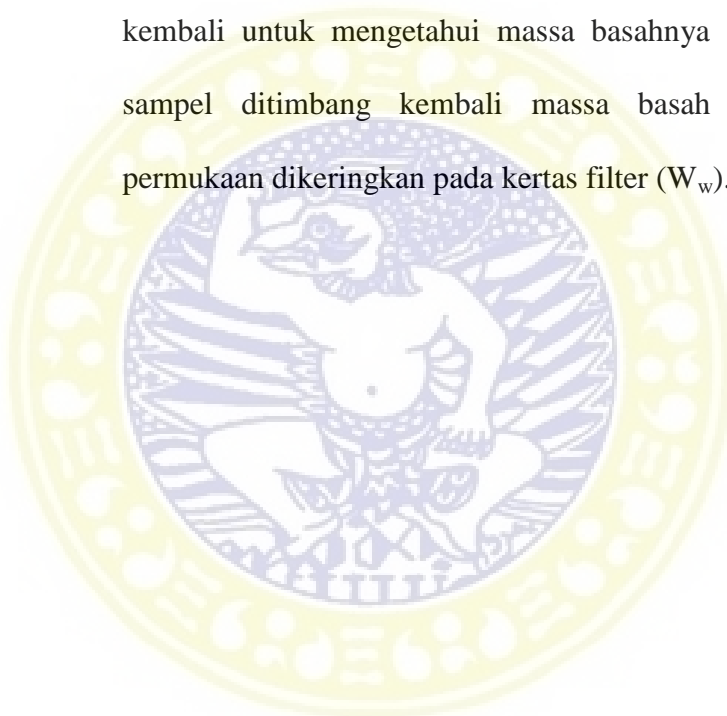 kembali untuk mengetahui massa basahnya
sampel ditimbang kembali massa basah
permukaan dikeringkan pada kertas filter (Ww).